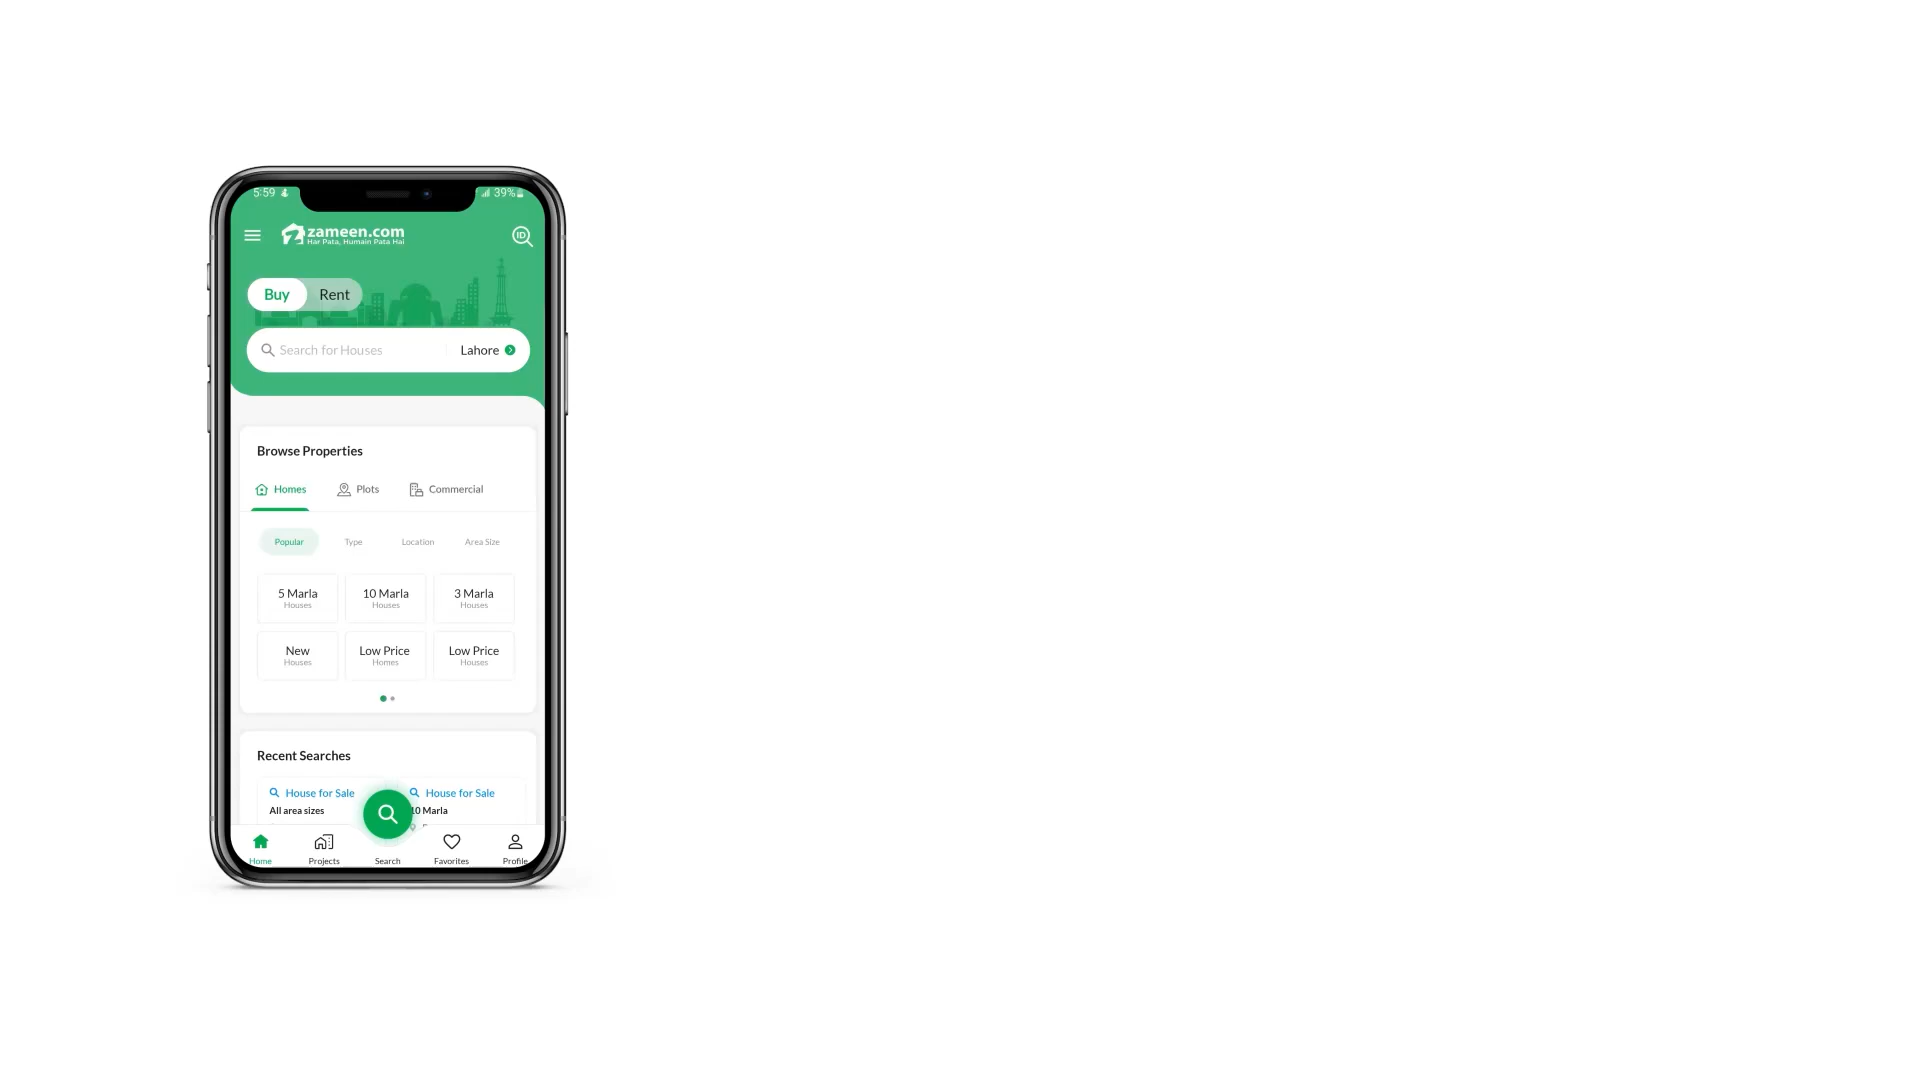 5:59
39%
zameen.com
Har Pata, Humain Pata Hai
ID
Buy Rent
Search for Houses Lahore
Browse Properties
Homes Plots Commercial
Popular Type Location Area Size
5 Marla 10 Marla 3 Marla
Houses Houses Houses
New Low Price Low Price
Houses Homes Houses
Recent Searches
House for Sale House for Sale
All area sizes 10 Marla
Home Projects Search Favorites Profile